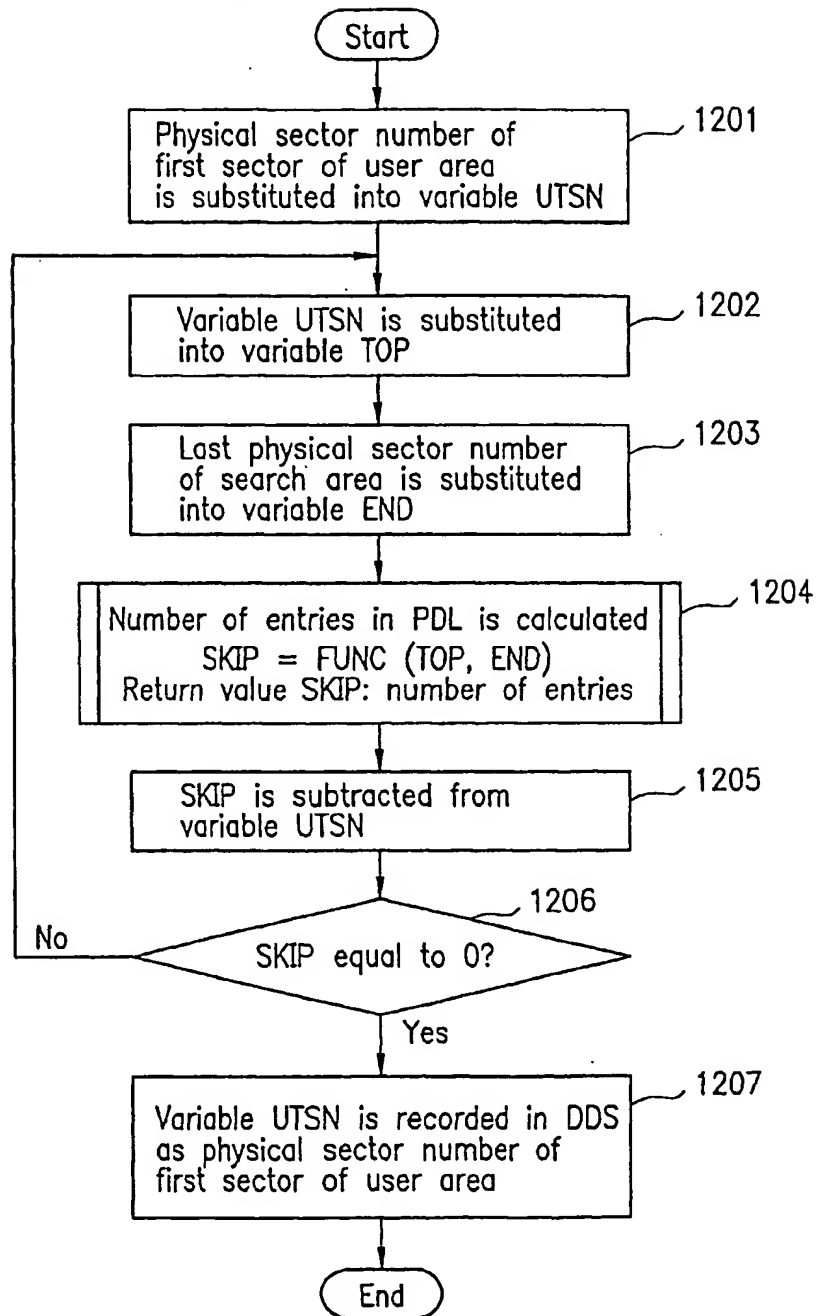 Start
1201
Physical sector number of
first sector of user area
is substituted into variable UTSN
1202
Variable UTSN is substituted
into variable TOP
1203
Last physical sector number
of search area is substituted
into variable END
1204
Number of entries in PDL is calculated
SKIP = FUNC (TOP, END)
Return value SKIP: number of entries
1205
SKIP is subtracted from
variable UTSN
1206
No
SKIP equal to 0?
Yes
1207
Variable UTSN is recorded in DDS
as physical sector number of
first sector of user area
End